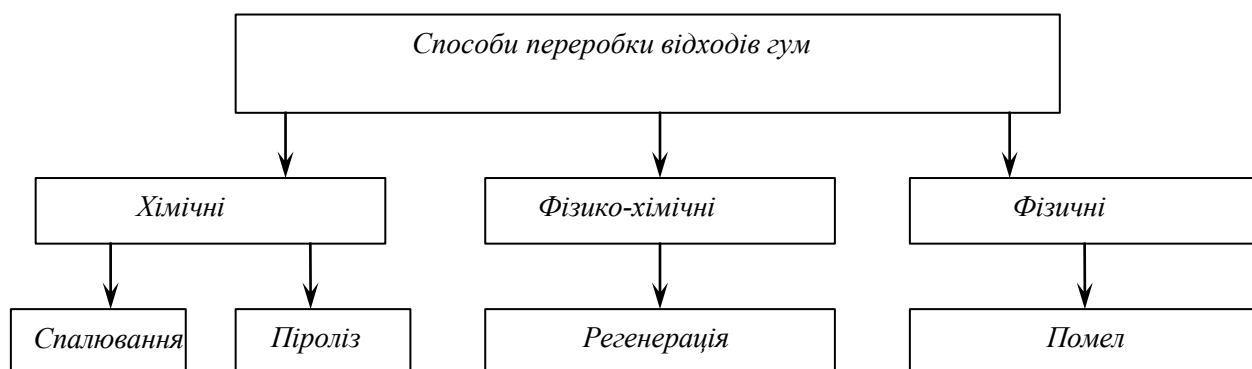 Способи переробки відходів гум
Хімічні
Фізико-хімічні
Фізичні
Спалювання
Піроліз
Регенерація
Помел